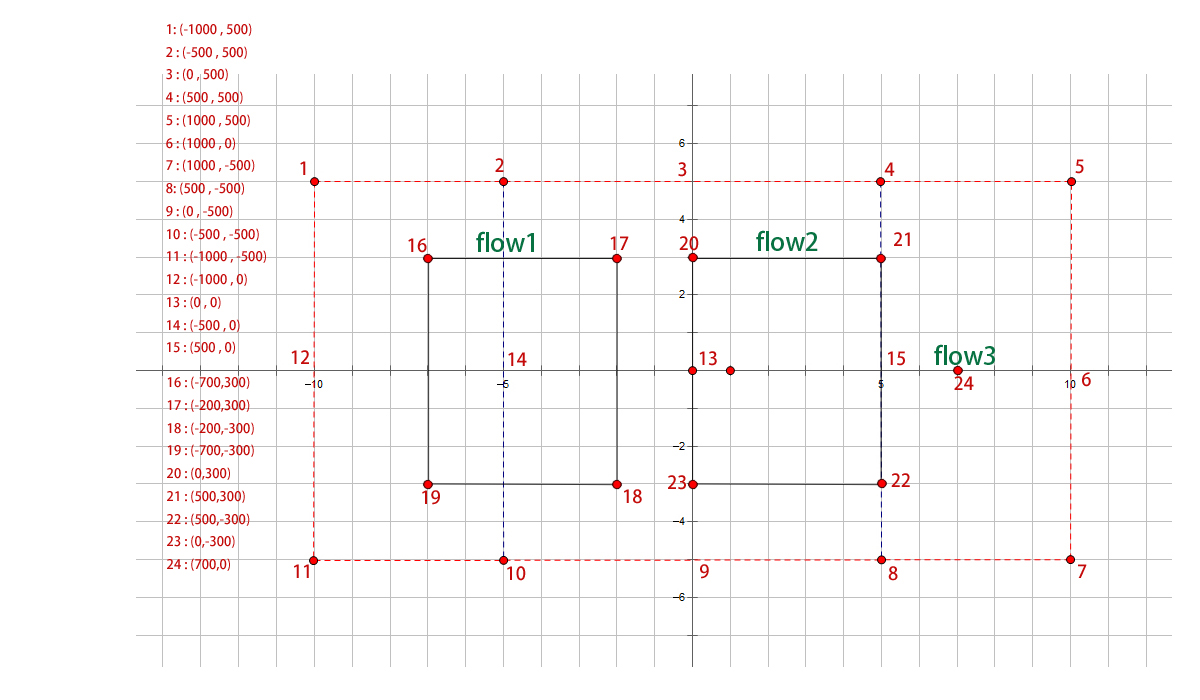 1: (-1000 , 500)
2 : (-500 , 500)
3 : (0 , 500)
4 : (500 , 500)
5 : (1000 , 500)
6 : (1000 , 0)
7 : (1000 , -500)
8: (500 , -500)
9 : (0 , -500)
10 : (-500 , -500)
11 : (-1000 , -500)
12 : (-1000 , 0)
13 : (0 , 0)
14 : (-500 , 0)
15 : (500 , 0)
16 : (-700,300)
17 : (-200,300)
18 : (-200,-300)
19 : (-700,-300)
20 : (0,300)
21 : (500,300)
22 : (500,-300)
23 : (0,-300)
24 : (700,0)
6
1 2 3 4 5
4
16 flow1 17 20 flow2 21
2
12 14 13 15 flow3
−10 −5 5 24 10 6
−2
19 18 23 22
−4
11 10 9 8 7
−6